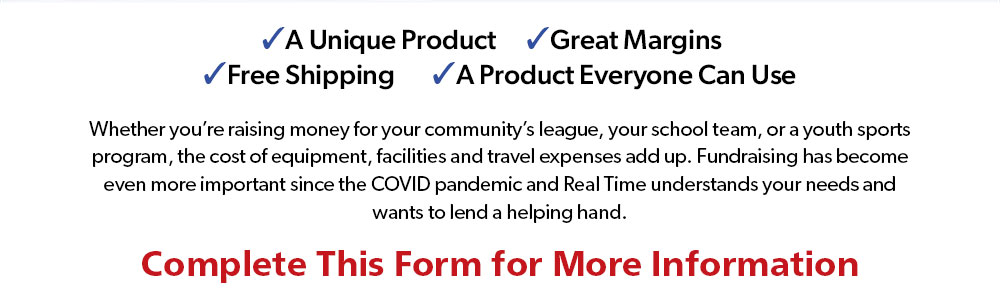 ✓A Unique Product ✓Great Margins
✓Free Shipping ✓A Product Everyone Can Use
Whether you’re raising money for your community’s league, your school team, or a youth sports
program, the cost of equipment, facilities and travel expenses add up. Fundraising has become
even more important since the COVID pandemic and Real Time understands your needs and
wants to lend a helping hand.
Complete This Form for More Information